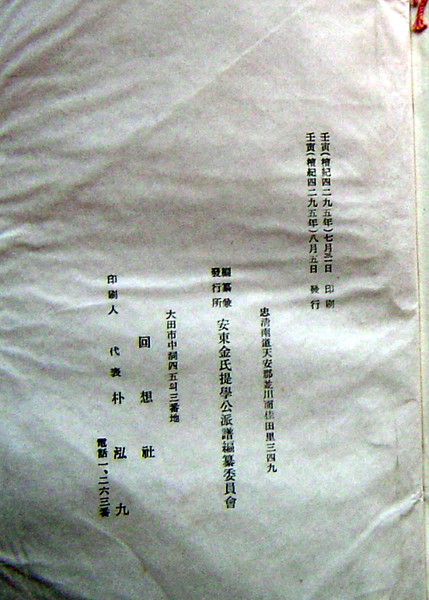 壬寅(檀紀四二九五年)七月三日 印刷
壬寅(檀紀四二九五年)八月五日 發行
忠淸南道天安郡並川面佳田里三四九
編纂兼
發行所
安東金氏提學公派譜編纂委員會
大田市中洞四五의三番地
回想社
印刷人 代表 朴泓九
電話一、二六三番